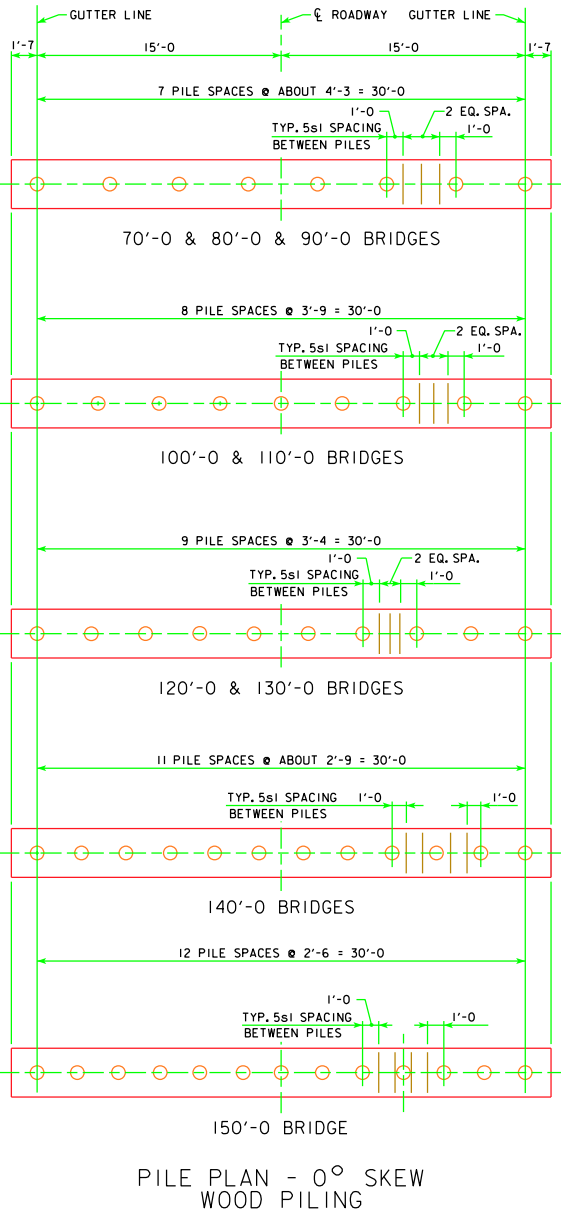 GUTTER LINE
℄ ROADWAY GUTTER LINE
1'-7 15'-0 15'-0 1'-7
7 PILE SPACES @ ABOUT 4'-3 = 30'-0
1'-0 2 EQ. SPA.
TYP. 5s1 SPACING 1'-0
BETWEEN PILES
70'-0 & 80'-0 & 90'-0 BRIDGES
8 PILE SPACES @ 3'-9 = 30'-0
1'-0 2 EQ. SPA.
TYP. 5s1 SPACING 1'-0
BETWEEN PILES
100'-0 & 110'-0 BRIDGES
9 PILE SPACES @ 3'-4 = 30'-0
1'-0 2 EQ. SPA.
TYP. 5s1 SPACING 1'-0
BETWEEN PILES
120'-0 & 130'-0 BRIDGES
11 PILE SPACES @ ABOUT 2'-9 = 30'-0
TYP. 5s1 SPACING 1'-0 1'-0
BETWEEN PILES
140'-0 BRIDGES
12 PILE SPACES @ 2'-6 = 30'-0
1'-0
TYP. 5s1 SPACING 1'-0
BETWEEN PILES
150'-0 BRIDGE
PILE PLAN - 0° SKEW
WOOD PILING